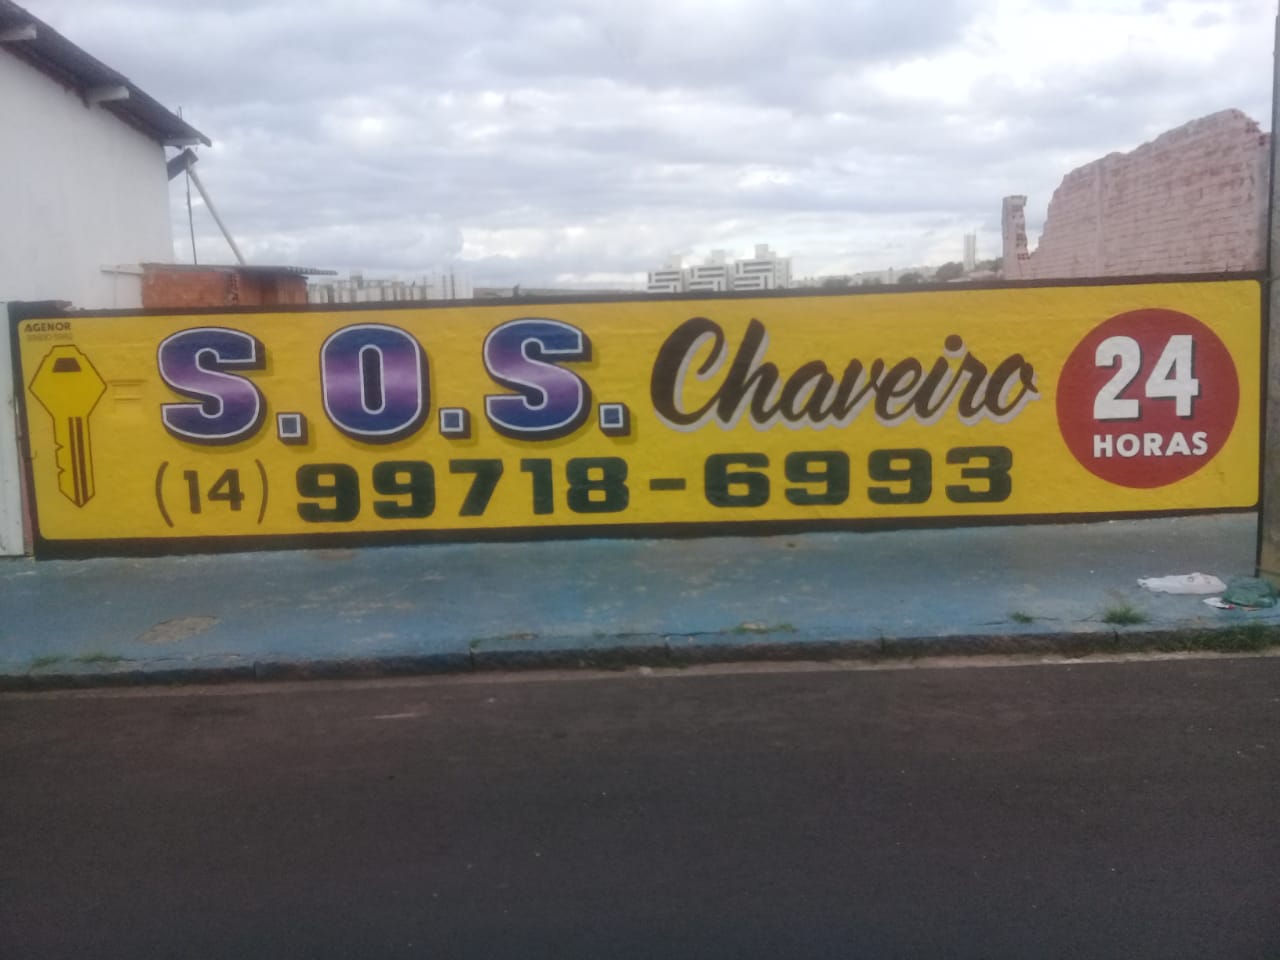 AGENOR
S.O.S. Chaveiro
24
HORAS
(14) 99718-6993